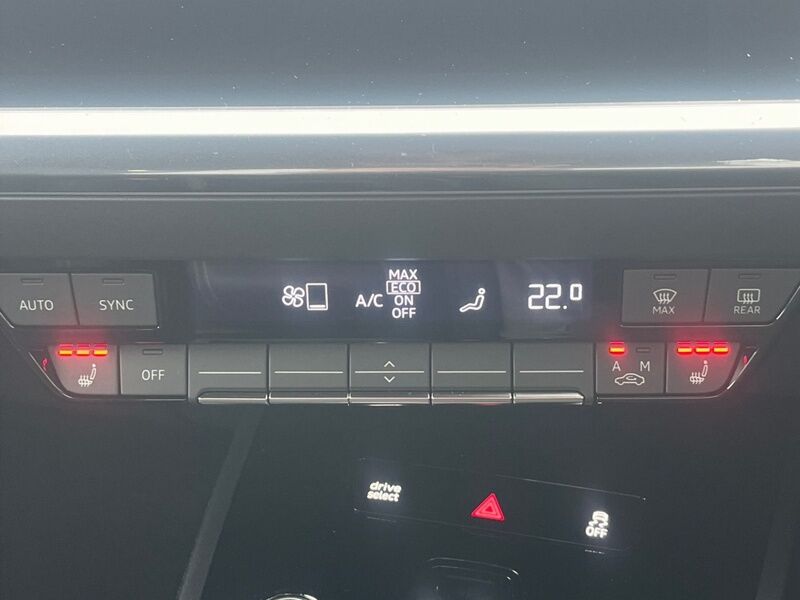 AUTO
SYNC
A/C
MAX
ECO
ON
OFF
22.0
MAX
REAR
OFF
A M
drive
select
OFF